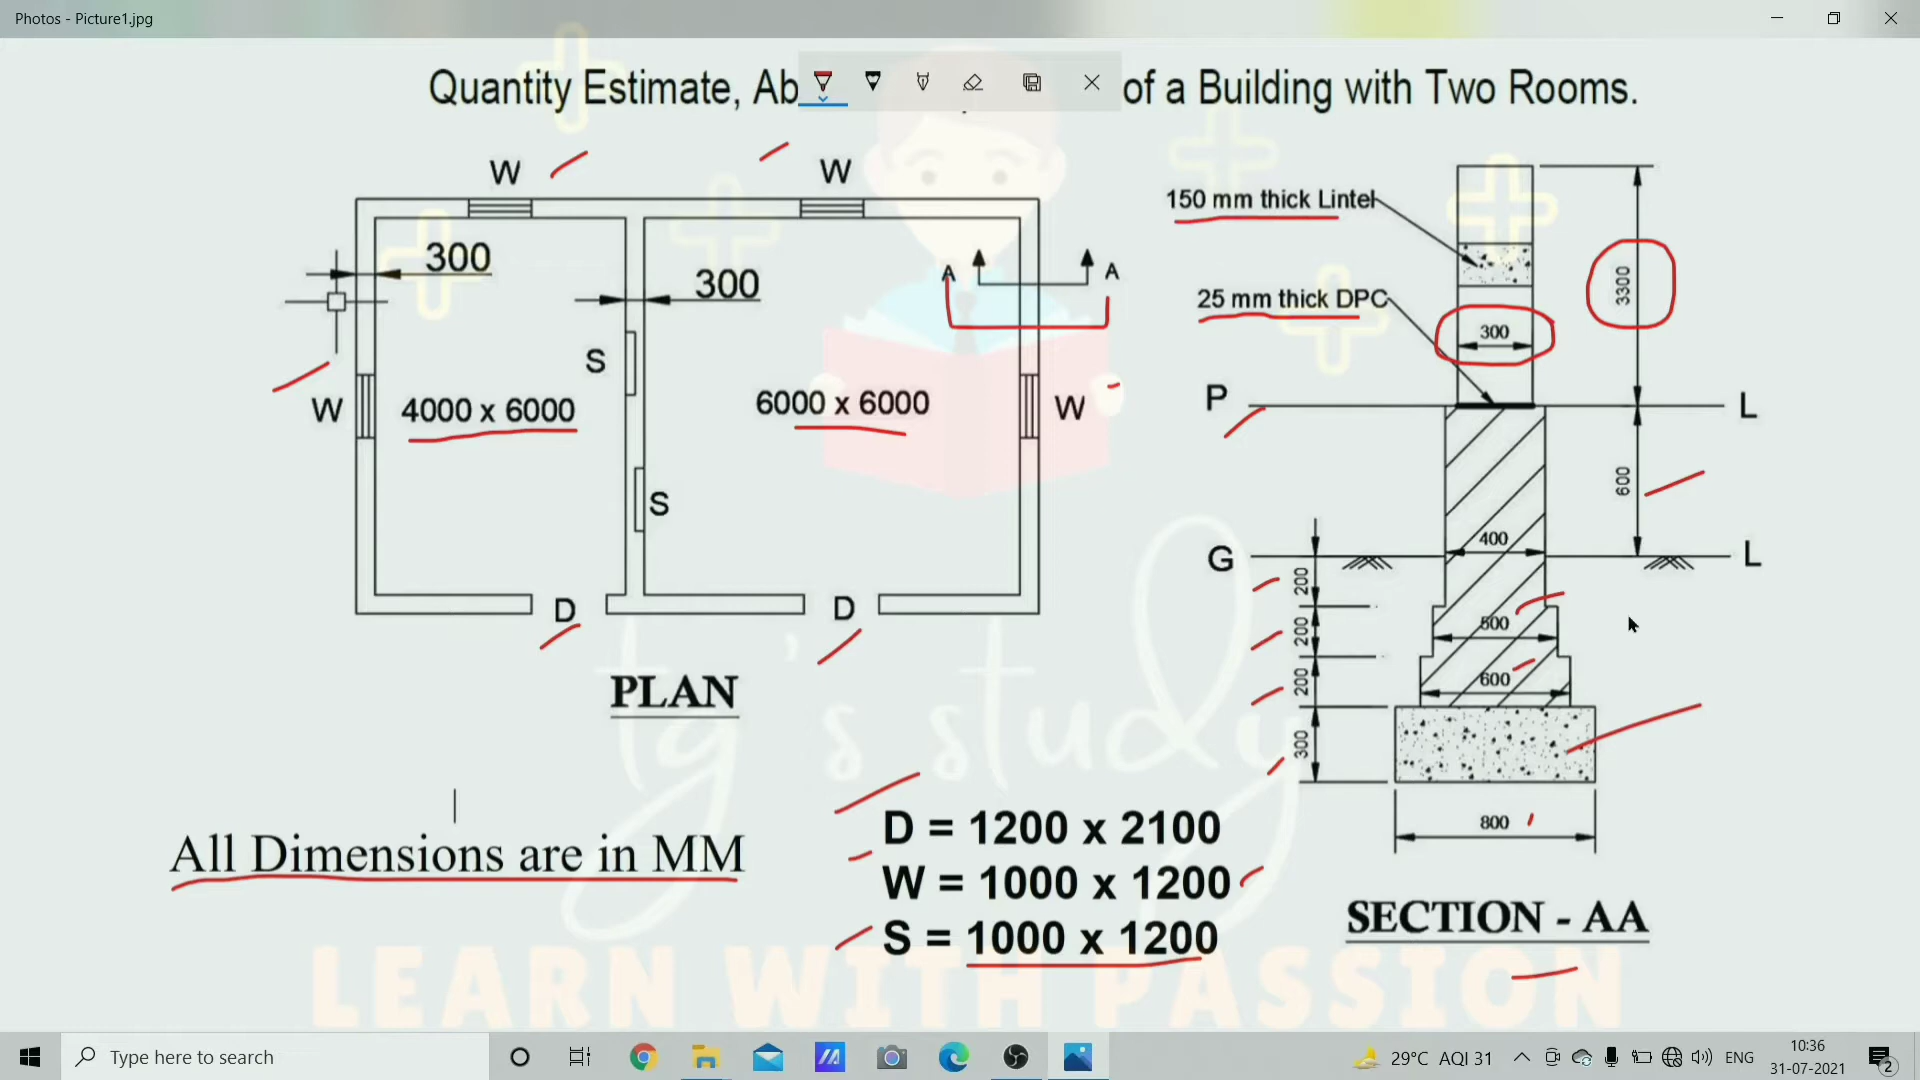 Photos - Picture1.jpg
Quantity Estimate, Ab of a Building with Two Rooms.
W
W
150 mm thick Lintel
300
300
A
A
25 mm thick DPC
3300
300
S
W
4000 x 6000
6000 x 6000
W
P
L
S
600
400
G
L
200
D
D
500
200
600
200
PLAN
300
tg's study
800
All Dimensions are in MM
D = 1200 x 2100
W = 1000 x 1200
S = 1000 x 1200
SECTION - AA
LEARN WITH PASSION
Type here to search
29°C AQI 31
ENG
10:36
31-07-2021
2